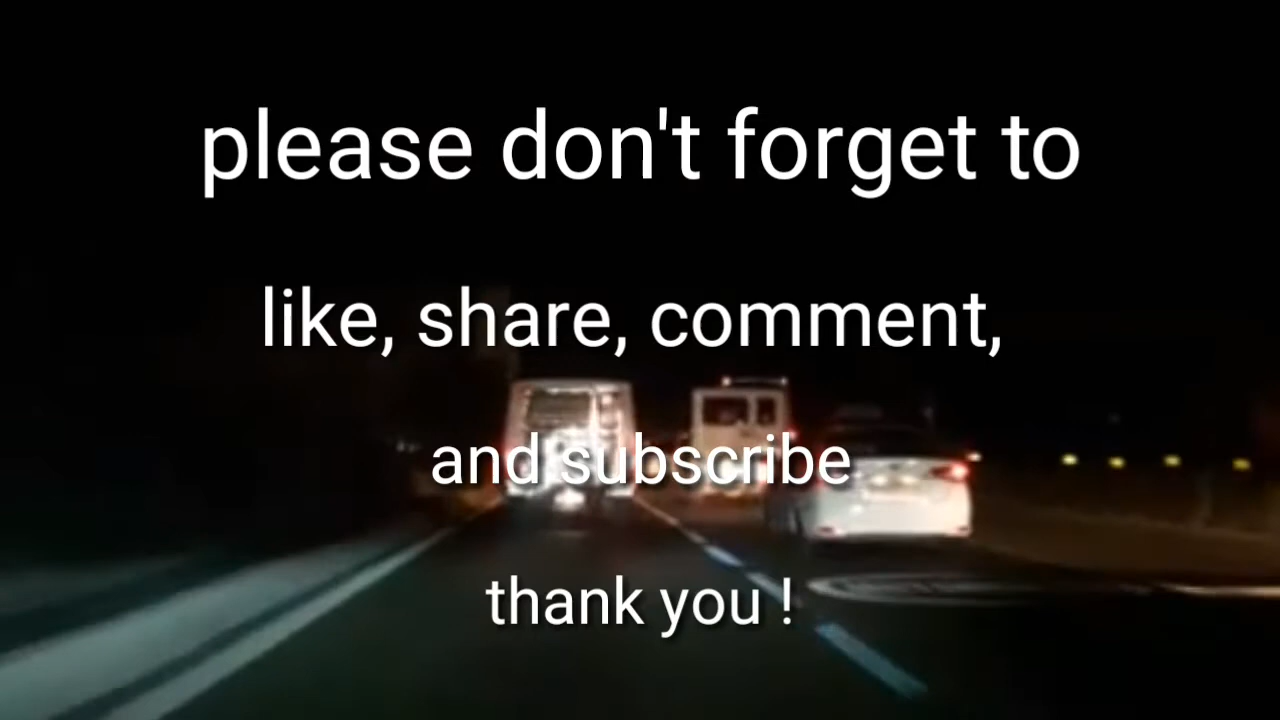 please don't forget to
like, share, comment,
and subscribe
thank you !